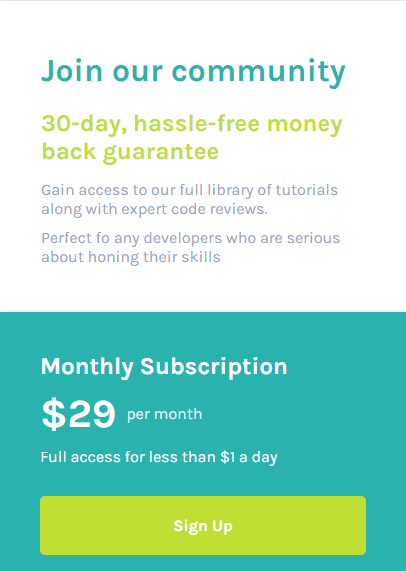 Join our community
30-day, hassle-free money
back guarantee
Gain access to our full library of tutorials
along with expert code reviews.
Perfect fo any developers who are serious
about honing their skills
Monthly Subscription
$29 per month
Full access for less than $1 a day
Sign Up